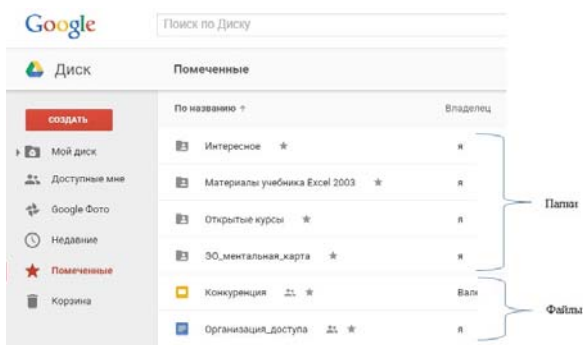 Google Поиск по Диску
Диск Помеченные
По названию ↑ Владелец
СОЗДАТЬ
Мой диск
Доступные мне
Google Фото
Недавние
Помеченные
Корзина
Интересное я
Материалы учебника Excel 2003 я
Открытые курсы я
ЭО_ментальная_карта я
Папки
Конкуренция
Организация_доступа я
Файлы